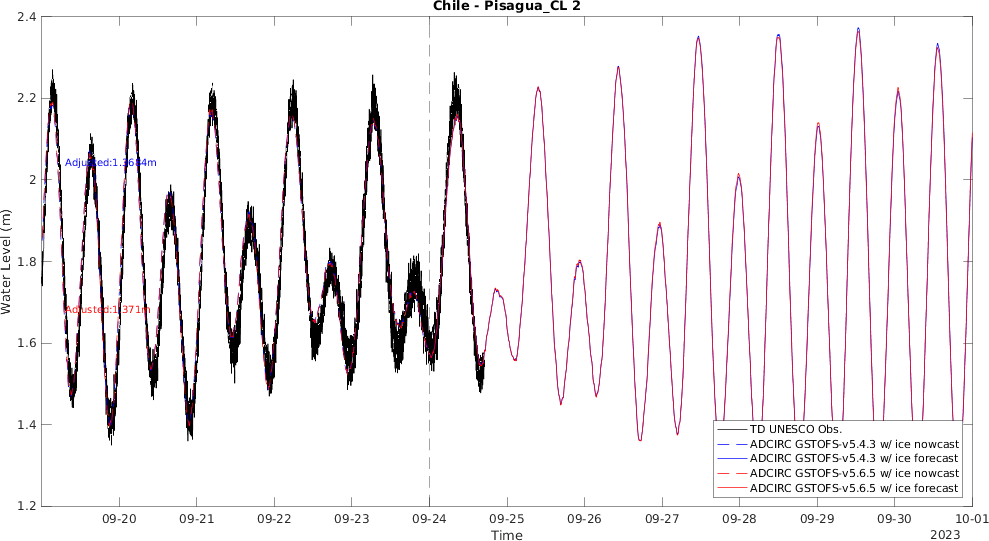 Chile - Pisagua_CL 2
2.4
2.2
2
1.8
1.6
1.4
1.2
Water Level (m)
Adjusted:1.3684m
Adjusted:1.371m
TD UNESCO Obs.
ADCIRC GSTOFS-v5.4.3 w/ ice nowcast
ADCIRC GSTOFS-v5.4.3 w/ ice forecast
ADCIRC GSTOFS-v5.6.5 w/ ice nowcast
ADCIRC GSTOFS-v5.6.5 w/ ice forecast
09-20 09-21 09-22 09-23 09-24 09-25 09-26 09-27 09-28 09-29 09-30 10-01
Time
2023